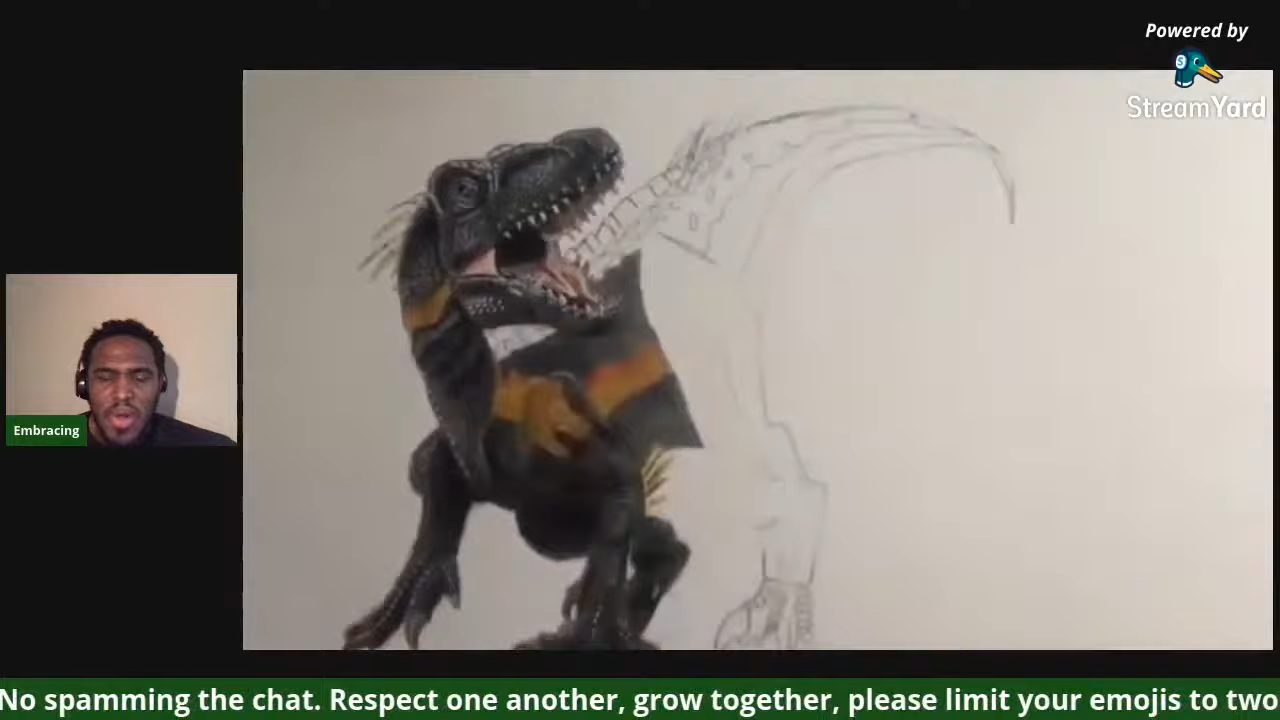 Powered by
StreamYard
Embracing
No spamming the chat. Respect one another, grow together, please limit your emojis to two